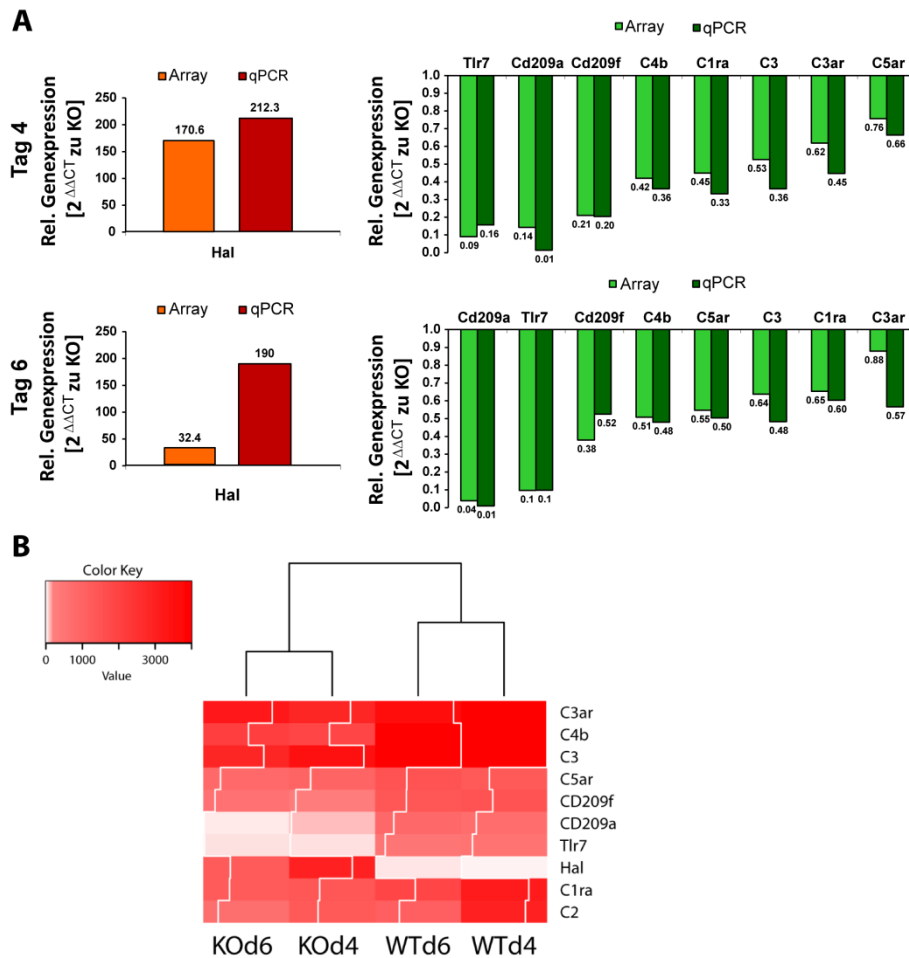 A
Tag 4
Array qPCR
Rel. Genexpression
[2 ΔΔCT zu KO]
250
200
150
100
50
0
170.6
212.3
Hal
Array qPCR
Tlr7 Cd209a Cd209f C4b C1ra C3 C3ar C5ar
Rel. Genexpression
[2 ΔΔCT zu KO]
1.0
0.9
0.8
0.7
0.6
0.5
0.4
0.3
0.2
0.1
0.0
0.09 0.16 0.14 0.01 0.21 0.20 0.42 0.36 0.45 0.33 0.53 0.36 0.62 0.45 0.76 0.66
Tag 6
Array qPCR
Rel. Genexpression
[2 ΔΔCT zu KO]
250
200
150
100
50
0
32.4
190
Hal
Array qPCR
Cd209a Tlr7 Cd209f C4b C5ar C3 C1ra C3ar
Rel. Genexpression
[2 ΔΔCT zu KO]
1.0
0.9
0.8
0.7
0.6
0.5
0.4
0.3
0.2
0.1
0.0
0.04 0.01 0.1 0.1 0.38 0.52 0.51 0.48 0.55 0.50 0.64 0.48 0.65 0.60 0.88 0.57
B
Color Key
0 1000 3000
Value
C3ar
C4b
C3
C5ar
CD209f
CD209a
Tlr7
Hal
C1ra
C2
KOd6 KOd4 WTd6 WTd4